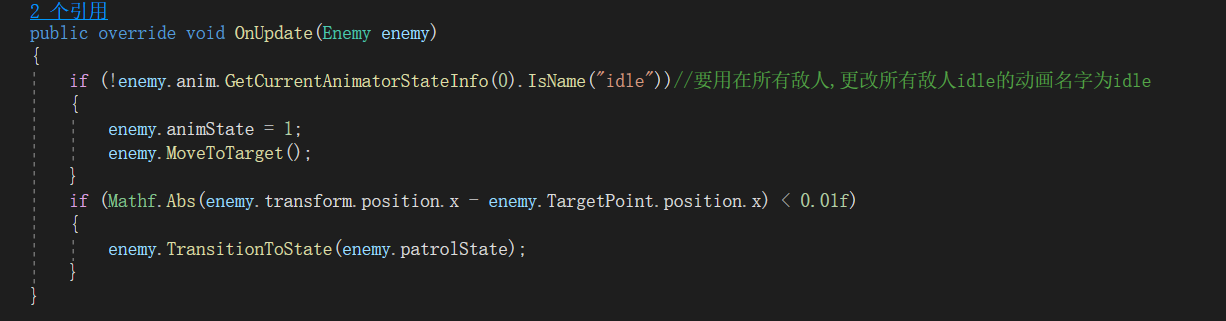 2 个引用
public override void OnUpdate(Enemy enemy)
{
    if (!enemy.anim.GetCurrentAnimatorStateInfo(0).IsName("idle"))//要用在所有敌人,更改所有敌人idle的动画名字为idle
    {
        enemy.animState = 1;
        enemy.MoveToTarget();
    }
    if (Mathf.Abs(enemy.transform.position.x - enemy.TargetPoint.position.x) < 0.01f)
    {
        enemy.TransitionToState(enemy.patrolState);
    }
}